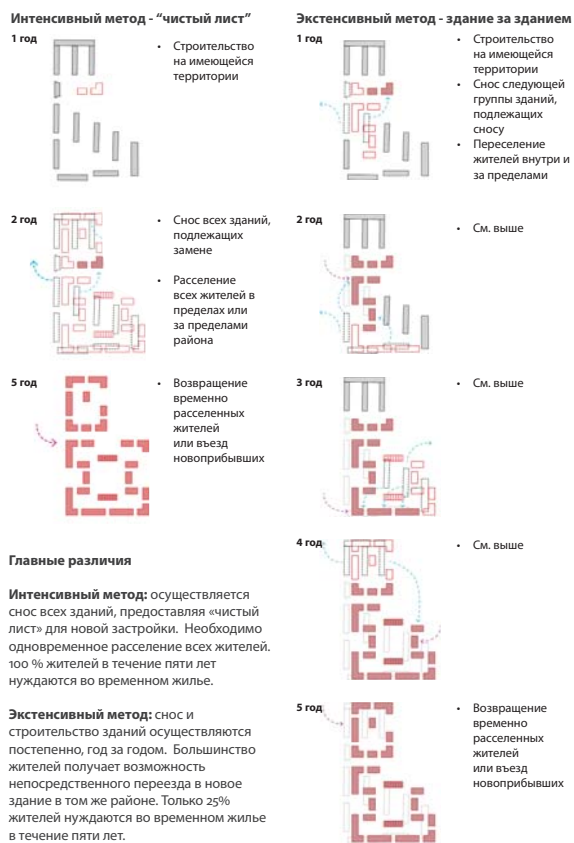 Интенсивный метод - “чистый лист”
1 год
• Строительство
на имеющейся
территории
2 год
• Снос всех зданий,
подлежащих
замене
• Расселение
всех жителей в
пределах или
за пределами
района
5 год
• Возвращение
временно
расселенных
жителей
или въезд
новоприбывших
Главные различия
Интенсивный метод: осуществляется
снос всех зданий, предоставляя «чистый
лист» для новой застройки. Необходимо
одновременное расселение всех жителей.
100 % жителей в течение пяти лет
нуждаются во временном жилье.
Экстенсивный метод: снос и
строительство зданий осуществляются
постепенно, год за годом. Большинство
жителей получает возможность
непосредственного переезда в новое
здание в том же районе. Только 25%
жителей нуждаются во временном жилье
в течение пяти лет.
Экстенсивный метод - здание за зданием
1 год
• Строительство
на имеющейся
территории
• Снос следующей
группы зданий,
подлежащих
сносу
• Переселение
жителей внутри и
за пределами
2 год
• См. выше
3 год
• См. выше
4 год
• См. выше
5 год
• Возвращение
временно
расселенных
жителей
или въезд
новоприбывших